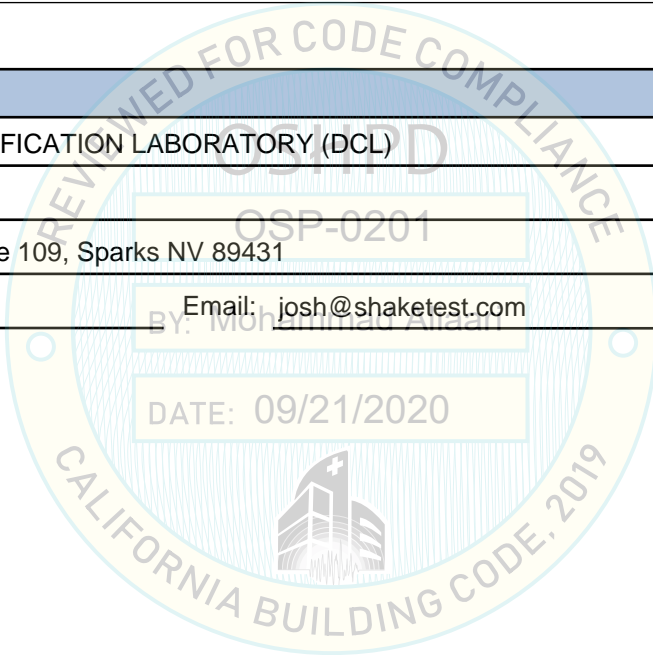 REVIEWED FOR CODE COMPLIANCE
FICATION LABORATORY (DCL)
OSHPD
OSP-0201
e 109, Sparks NV 89431
Email: josh@shaketest.com
BY: Mohammad
DATE: 09/21/2020
CALIFORNIA BUILDING CODE, 2019